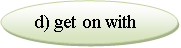 d) get on with